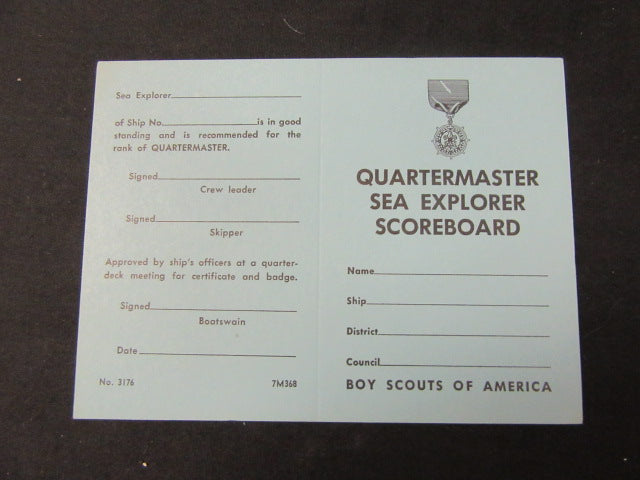 Sea Explorer
of Ship No. is in good
standing and is recommended for the
rank of QUARTERMASTER.
Signed
Crew leader
Signed
Skipper
Approved by ship's officers at a quarter-
deck meeting for certificate and badge.
Signed
Boatswain
Date
No. 3176 7M368
QUARTERMASTER
SEA EXPLORER
SCOREBOARD
Name
Ship
District
Council
BOY SCOUTS OF AMERICA